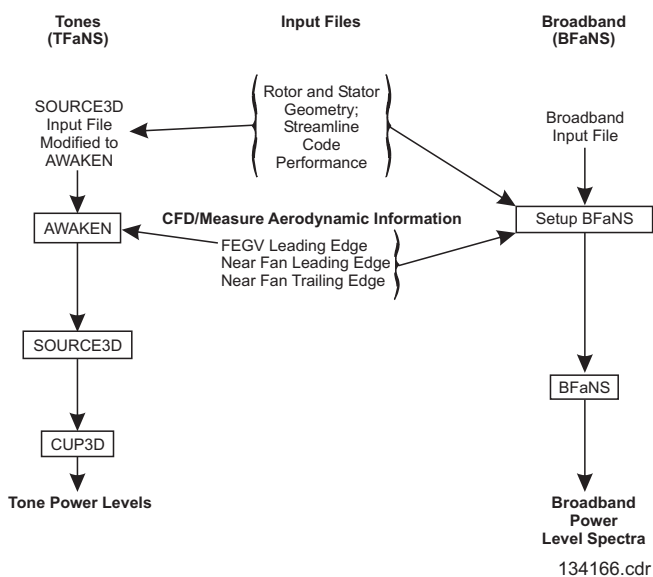 Tones
(TFaNS)
Input Files
Broadband
(BFaNS)
SOURCE3D
Input File
Modified to
AWAKEN
Rotor and Stator
Geometry;
Streamline
Code
Performance
Broadband
Input File
AWAKEN
CFD/Measure Aerodynamic Information
FEGV Leading Edge
Near Fan Leading Edge
Near Fan Trailing Edge
Setup BFaNS
SOURCE3D
BFaNS
CUP3D
Tone Power Levels
Broadband
Power
Level Spectra
134166.cdr